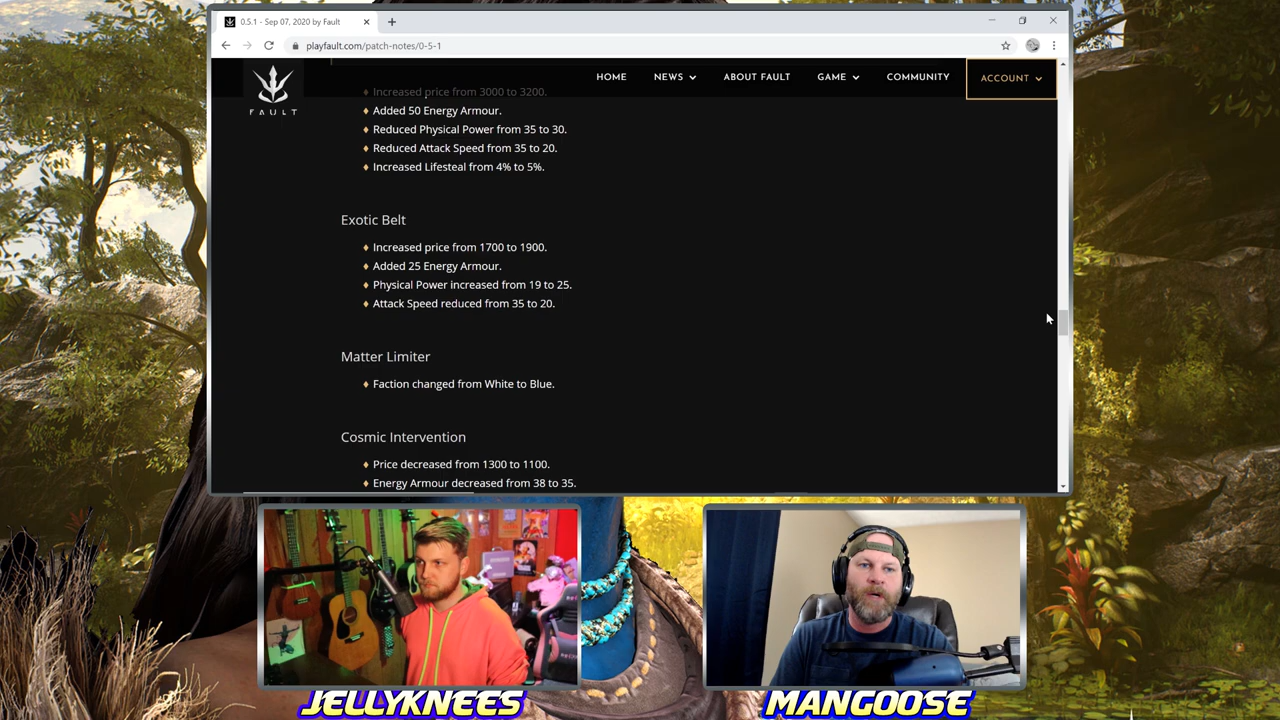 0.5.1 - Sep 07, 2020 by Fault
playfault.com/patch-notes/0-5-1
FAULT
HOME NEWS ABOUT FAULT GAME COMMUNITY ACCOUNT
Increased price from 3000 to 3200.
Added 50 Energy Armour.
Reduced Physical Power from 35 to 30.
Reduced Attack Speed from 35 to 20.
Increased Lifesteal from 4% to 5%.
Exotic Belt
Increased price from 1700 to 1900.
Added 25 Energy Armour.
Physical Power increased from 19 to 25.
Attack Speed reduced from 35 to 20.
Matter Limiter
Faction changed from White to Blue.
Cosmic Intervention
Price decreased from 1300 to 1100.
Energy Armour decreased from 38 to 35.
JELLYKNEES
MANGOOSE